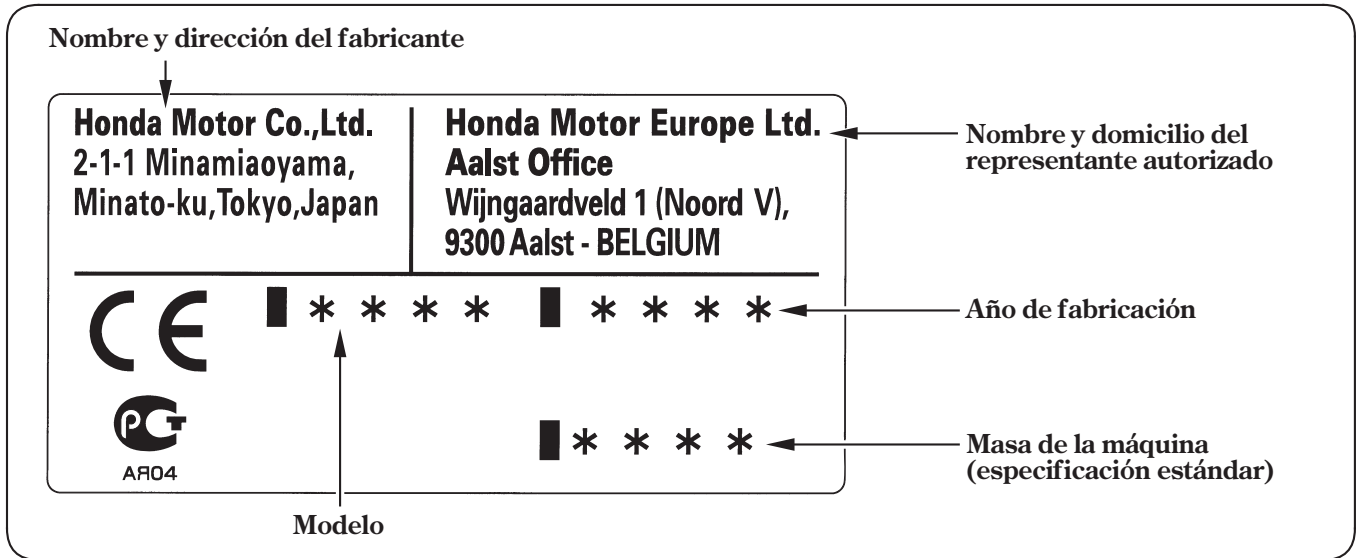 Nombre y dirección del fabricante
Honda Motor Co.,Ltd.
2-1-1 Minamiaoyama,
Minato-ku,Tokyo,Japan
Honda Motor Europe Ltd.
Aalst Office
Wijngaardveld 1 (Noord V),
9300 Aalst - BELGIUM
Nombre y domicilio del
representante autorizado
CE
****
****
Año de fabricación
РСТ
АЯ04
****
Masa de la máquina
(especificación estándar)
Modelo